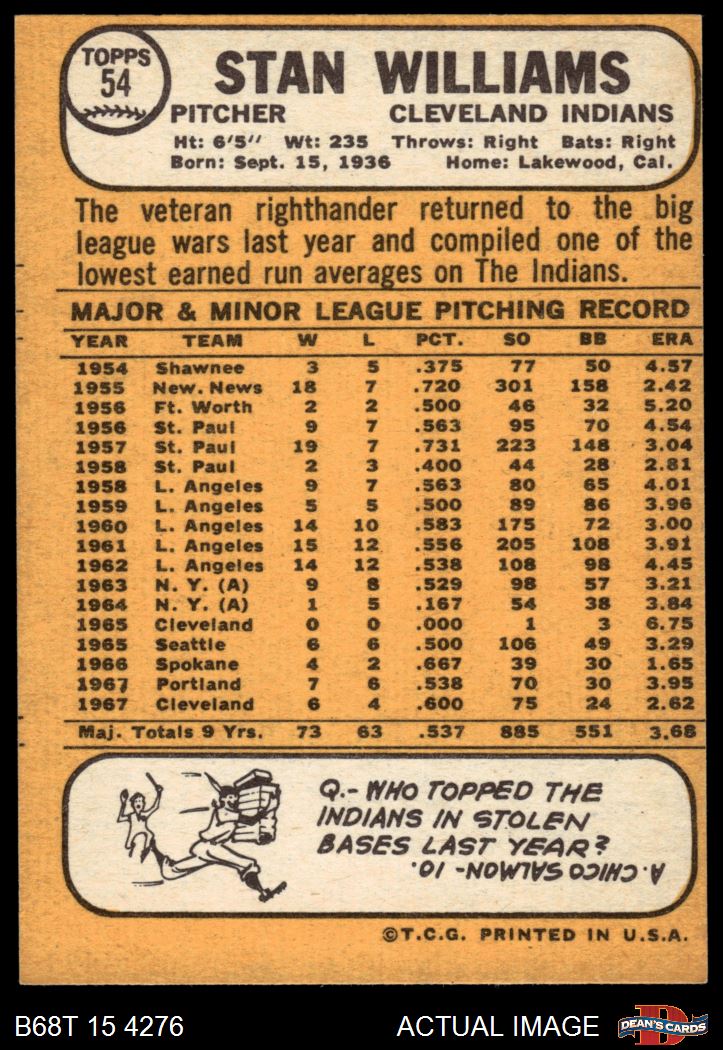 TOPPS
54
STAN WILLIAMS
PITCHER CLEVELAND INDIANS
Ht: 6'5" Wt: 235 Throws: Right Bats: Right
Born: Sept. 15, 1936 Home: Lakewood, Cal.
The veteran righthander returned to the big
league wars last year and compiled one of the
lowest earned run averages on The Indians.
MAJOR & MINOR LEAGUE PITCHING RECORD
YEAR TEAM W L PCT. SO BB ERA
1954 Shawnee 3 5 .375 77 50 4.57
1955 New. News 18 7 .720 301 158 2.42
1956 Ft. Worth 2 2 .500 46 32 5.20
1956 St. Paul 9 7 .563 95 70 4.54
1957 St. Paul 19 7 .731 223 148 3.04
1958 St. Paul 2 3 .400 44 28 2.81
1958 L. Angeles 9 7 .563 80 65 4.01
1959 L. Angeles 5 5 .500 89 86 3.96
1960 L. Angeles 14 10 .583 175 72 3.00
1961 L. Angeles 15 12 .556 205 108 3.91
1962 L. Angeles 14 12 .538 108 98 4.45
1963 N. Y. (A) 9 8 .529 98 57 3.21
1964 N. Y. (A) 1 5 .167 54 38 3.84
1965 Cleveland 0 0 .000 1 3 6.75
1965 Seattle 6 6 .500 106 49 3.29
1966 Spokane 4 2 .667 39 30 1.65
1967 Portland 7 6 .538 70 30 3.95
1967 Cleveland 6 4 .600 75 24 2.62
Maj. Totals 9 Yrs. 73 63 .537 885 551 3.68
Q.- WHO TOPPED THE
INDIANS IN STOLEN
BASES LAST YEAR?
A. CHICO SALMON- 10.
©T.C.G. PRINTED IN U.S.A.
B68T 15 4276 ACTUAL IMAGE
D
DEAN'S CARDS